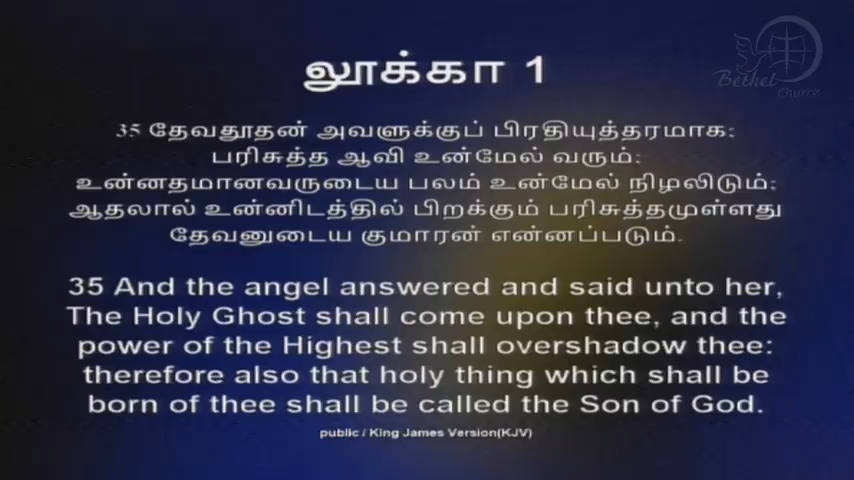 லூக்கா 1
Bethel
Church
35 தேவதூதன் அவளுக்குப் பிரதியுத்தரமாக:
பரிசுத்த ஆவி உன்மேல் வரும்;
உன்னதமானவருடைய பலம் உன்மேல் நிழலிடும்;
ஆதலால் உன்னிடத்தில் பிறக்கும் பரிசுத்தமுள்ளது
தேவனுடைய குமாரன் என்னப்படும்.
35 And the angel answered and said unto her,
The Holy Ghost shall come upon thee, and the
power of the Highest shall overshadow thee:
therefore also that holy thing which shall be
born of thee shall be called the Son of God.
public / King James Version(KJV)